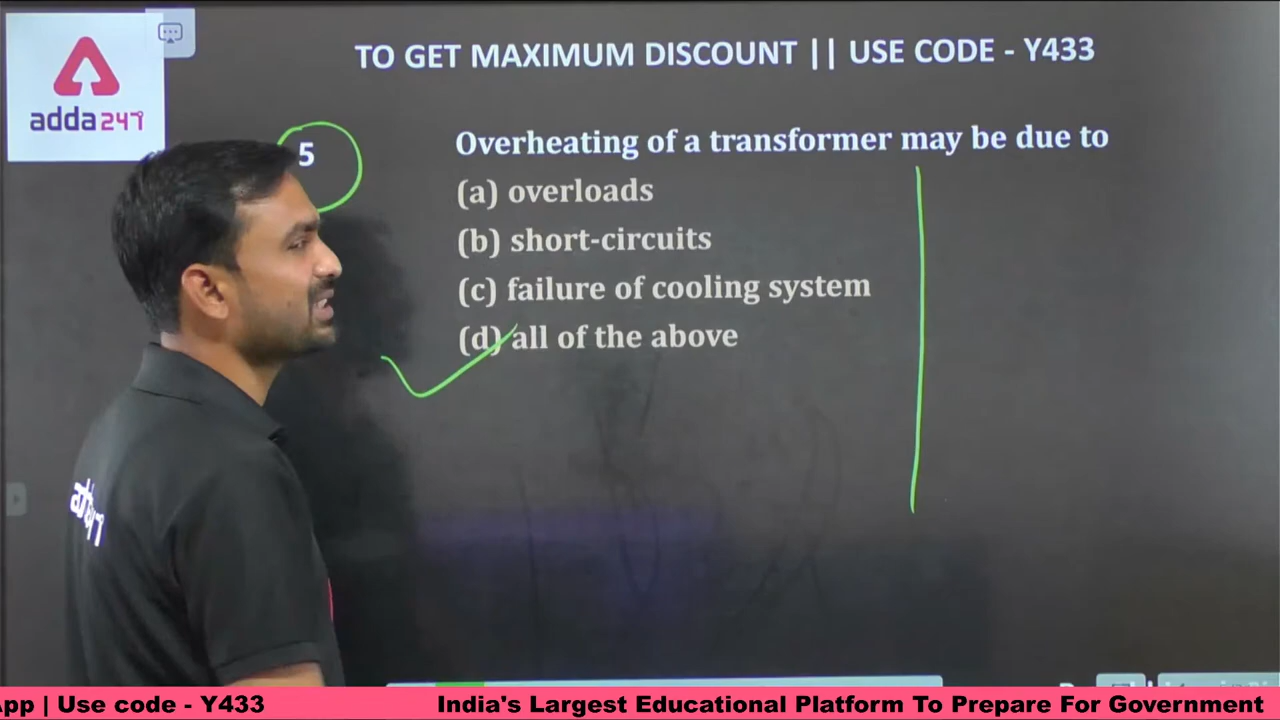 TO GET MAXIMUM DISCOUNT || USE CODE - Y433
adda247
5
Overheating of a transformer may be due to
(a) overloads
(b) short-circuits
(c) failure of cooling system
(d) all of the above
App | Use code - Y433
India's Largest Educational Platform To Prepare For Government